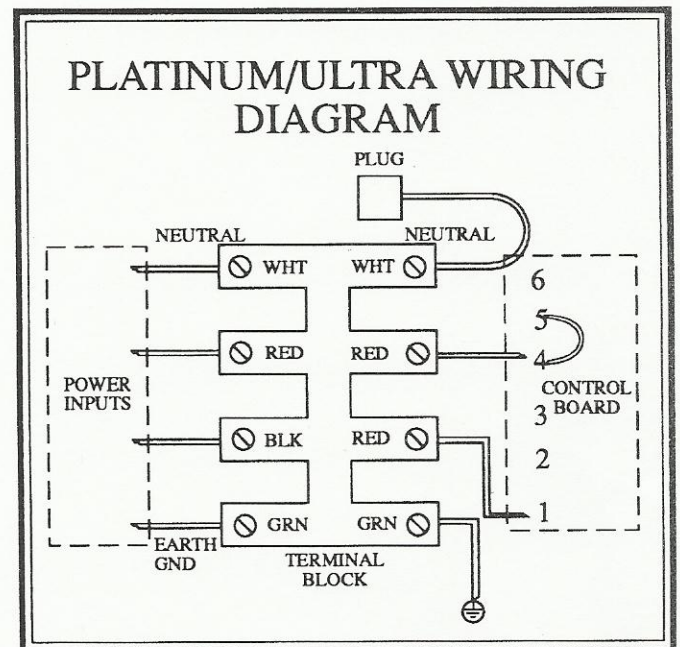 PLATINUM/ULTRA WIRING
DIAGRAM
PLUG
NEUTRAL
NEUTRAL
WHT
WHT
6
5
RED
RED
4
POWER
INPUTS
CONTROL
BOARD
3
BLK
RED
2
GRN
GRN
1
EARTH
GND
TERMINAL
BLOCK